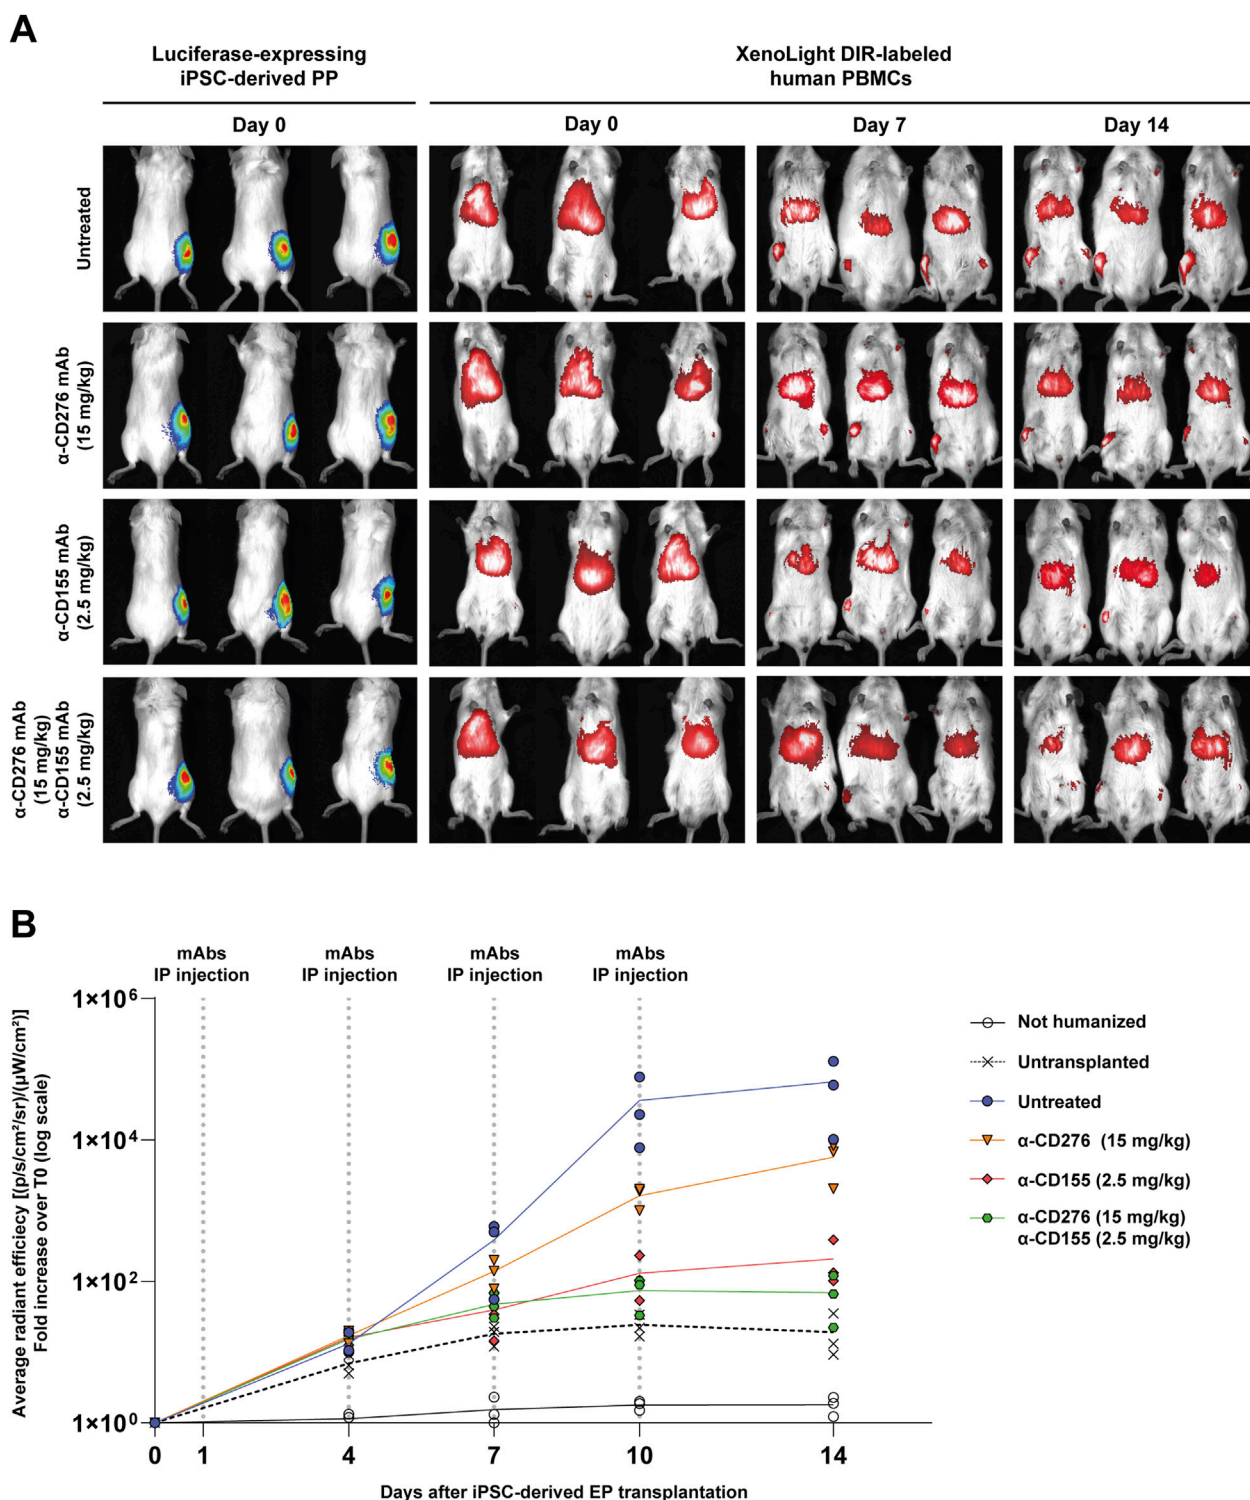 A
Luciferase-expressing
iPSC-derived PP
XenoLight DIR-labeled
human PBMCs
Day 0
Day 0
Day 7
Day 14
Untreated
α-CD276 mAb
(15 mg/kg)
α-CD155 mAb
(2.5 mg/kg)
α-CD276 mAb
(15 mg/kg)
α-CD155 mAb
(2.5 mg/kg)
B
mAbs
IP injection
mAbs
IP injection
mAbs
IP injection
mAbs
IP injection
Average radiant efficiecy [(p/s/cm²/sr)/(µW/cm²)]
Fold increase over T0 (log scale)
1×10⁶
1×10⁴
1×10²
1×10⁰
0
1
4
7
10
14
Days after iPSC-derived EP transplantation
Not humanized
Untransplanted
Untreated
α-CD276 (15 mg/kg)
α-CD155 (2.5 mg/kg)
α-CD276 (15 mg/kg)
α-CD155 (2.5 mg/kg)